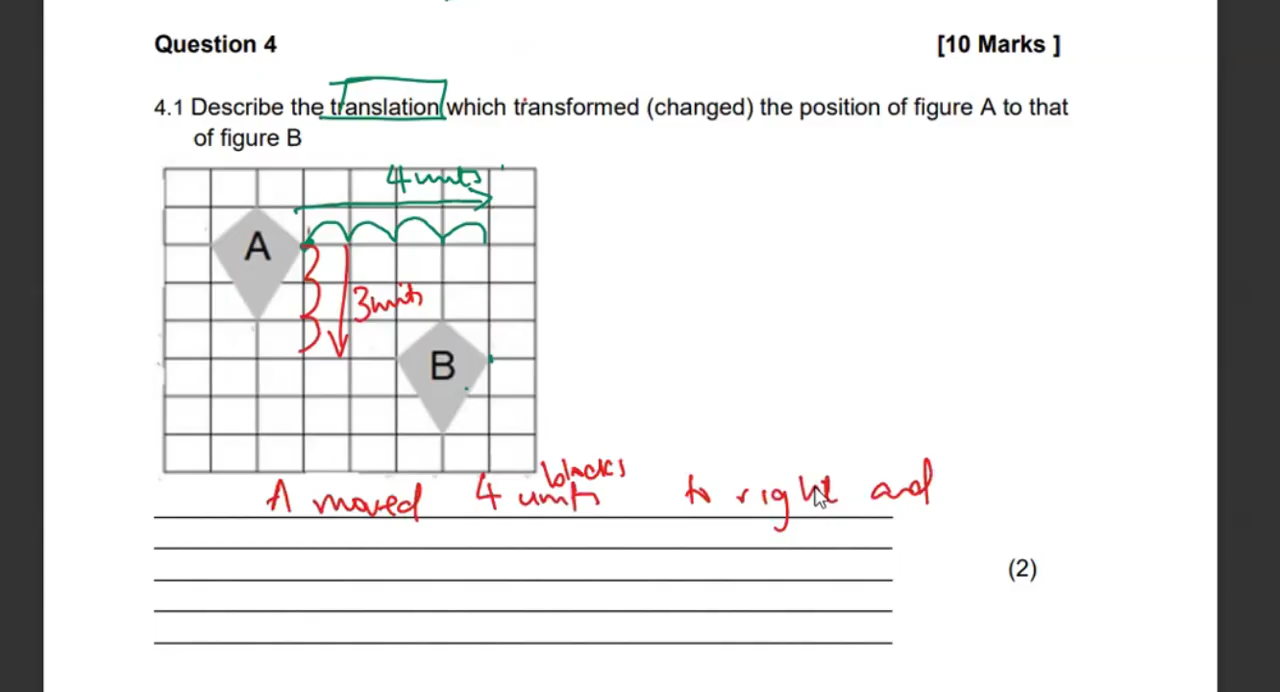 Question 4 [10 Marks ]
4.1 Describe the translation which transformed (changed) the position of figure A to that
of figure B
4 units
A
3 units
B
blocks
A moved 4 units to right and
(2)